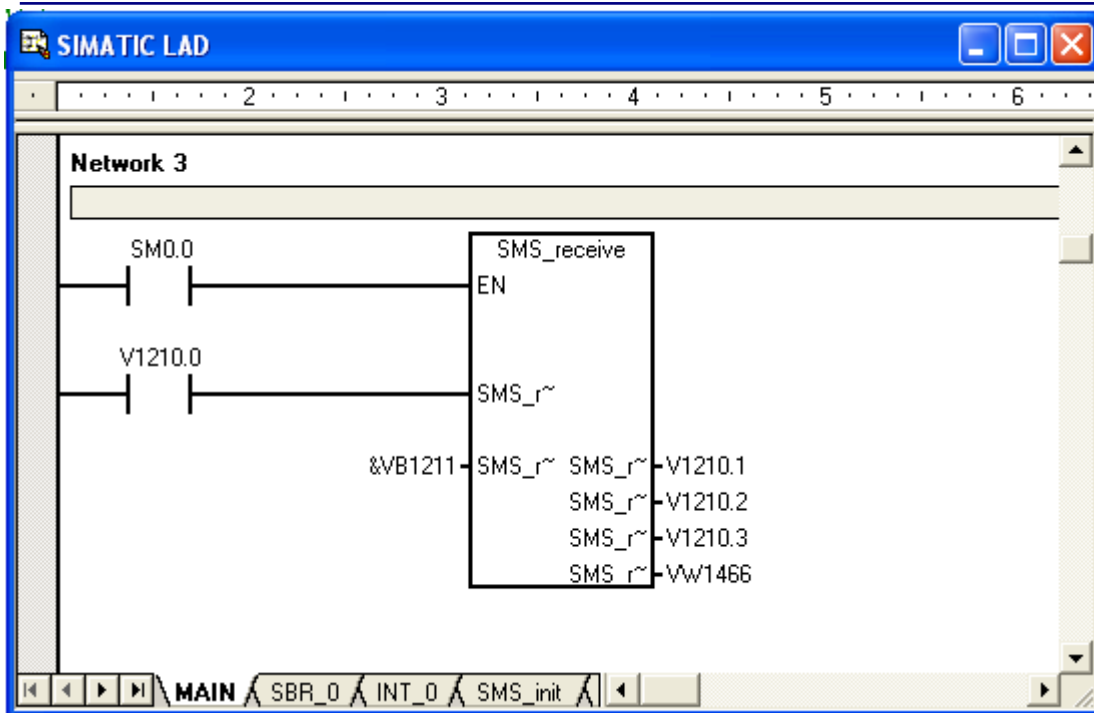 SIMATIC LAD
2 3 4 5 6
Network 3
SM0.0
SMS_receive
EN
V1210.0
SMS_r~
&VB1211 SMS_r~ SMS_r~ V1210.1
SMS_r~ V1210.2
SMS_r~ V1210.3
SMS_r~ VW1466
MAIN SBR_0 INT_0 SMS_init